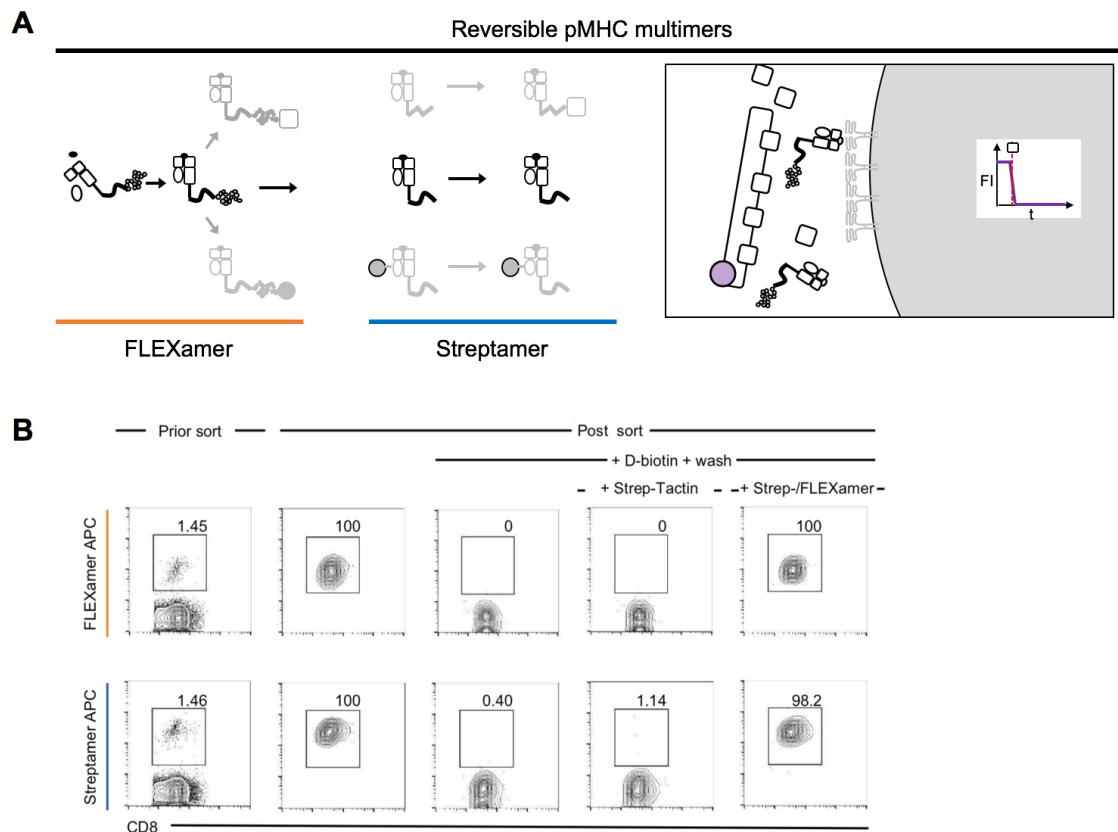 A
Reversible pMHC multimers
FI
t
FLEXamer
Streptamer
B
Prior sort
Post sort
+ D-biotin + wash
+ Strep-Tactin
+ Strep-/FLEXamer
FLEXamer APC
1.45
100
0
0
100
Streptamer APC
1.46
100
0.40
1.14
98.2
CD8